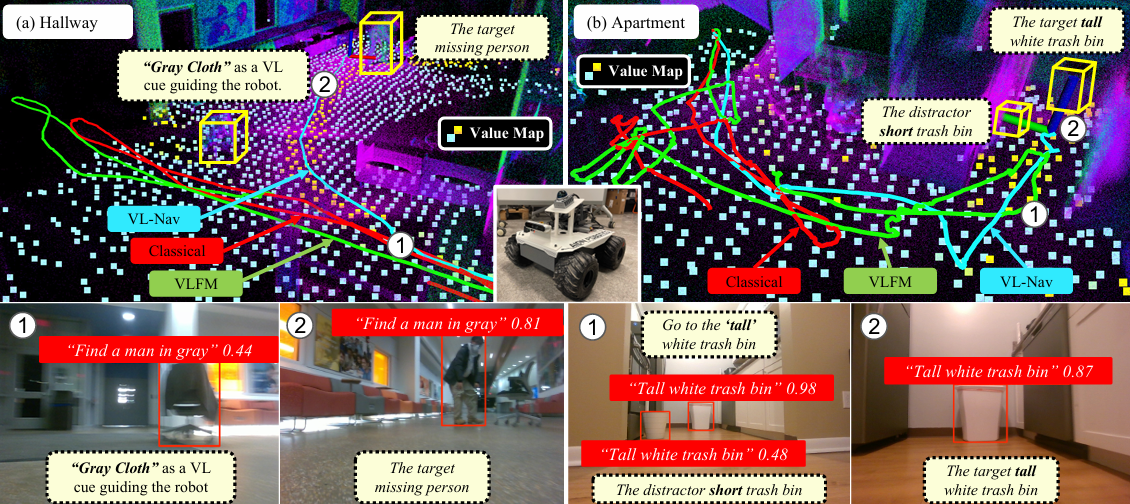 (a) Hallway
The target
missing person
“Gray Cloth” as a VL
cue guiding the robot.
2
Value Map
VL-Nav
1
Classical
VLFM
(b) Apartment
The target tall
white trash bin
Value Map
The distractor
short trash bin
2
1
Classical
VLFM
VL-Nav
1
“Find a man in gray” 0.44
“Gray Cloth” as a VL
cue guiding the robot
2
“Find a man in gray” 0.81
The target
missing person
1
Go to the ‘tall’
white trash bin
“Tall white trash bin” 0.98
“Tall white trash bin” 0.48
The distractor short trash bin
2
“Tall white trash bin” 0.87
The target tall
white trash bin